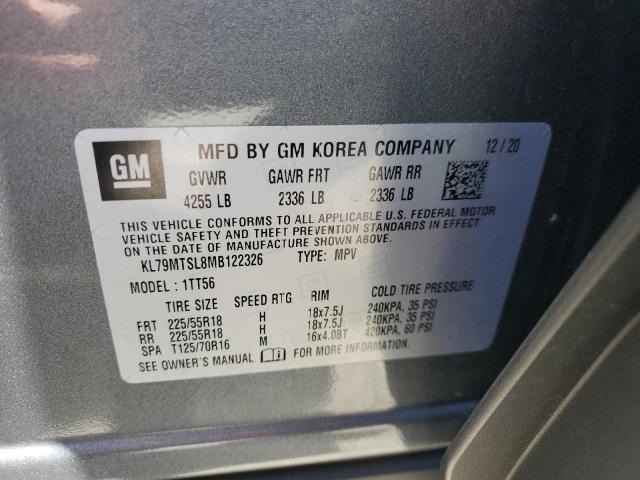 GM MFD BY GM KOREA COMPANY 12/20
GVWR GAWR FRT GAWR RR
4255 LB 2336 LB 2336 LB
THIS VEHICLE CONFORMS TO ALL APPLICABLE U.S. FEDERAL MOTOR
VEHICLE SAFETY AND THEFT PREVENTION STANDARDS IN EFFECT
ON THE DATE OF MANUFACTURE SHOWN ABOVE.
KL79MTSL8MB122326 TYPE: MPV
MODEL: 1TT56
TIRE SIZE SPEED RTG RIM COLD TIRE PRESSURE
FRT 225/55R18 H 18x7.5J 240KPA, 35 PSI
RR 225/55R18 H 18x7.5J 240KPA, 35 PSI
SPA T125/70R16 M 16x4.0BT 420KPA, 60 PSI
SEE OWNER'S MANUAL FOR MORE INFORMATION.